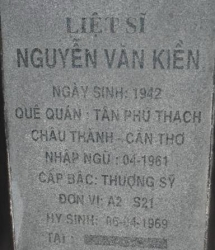 LIỆT SĨ
NGUYỄN VĂN KIỀN
NGÀY SINH: 1942
QUÊ QUÁN : TÂN PHÚ THẠCH
CHÂU THÀNH - CẦN THƠ
NHẬP NGŨ : 04-1961
CẤP BẬC: THƯỢNG SỸ
ĐƠN VỊ: A2 S21
HY SINH: 06-04-1969
TẠI :